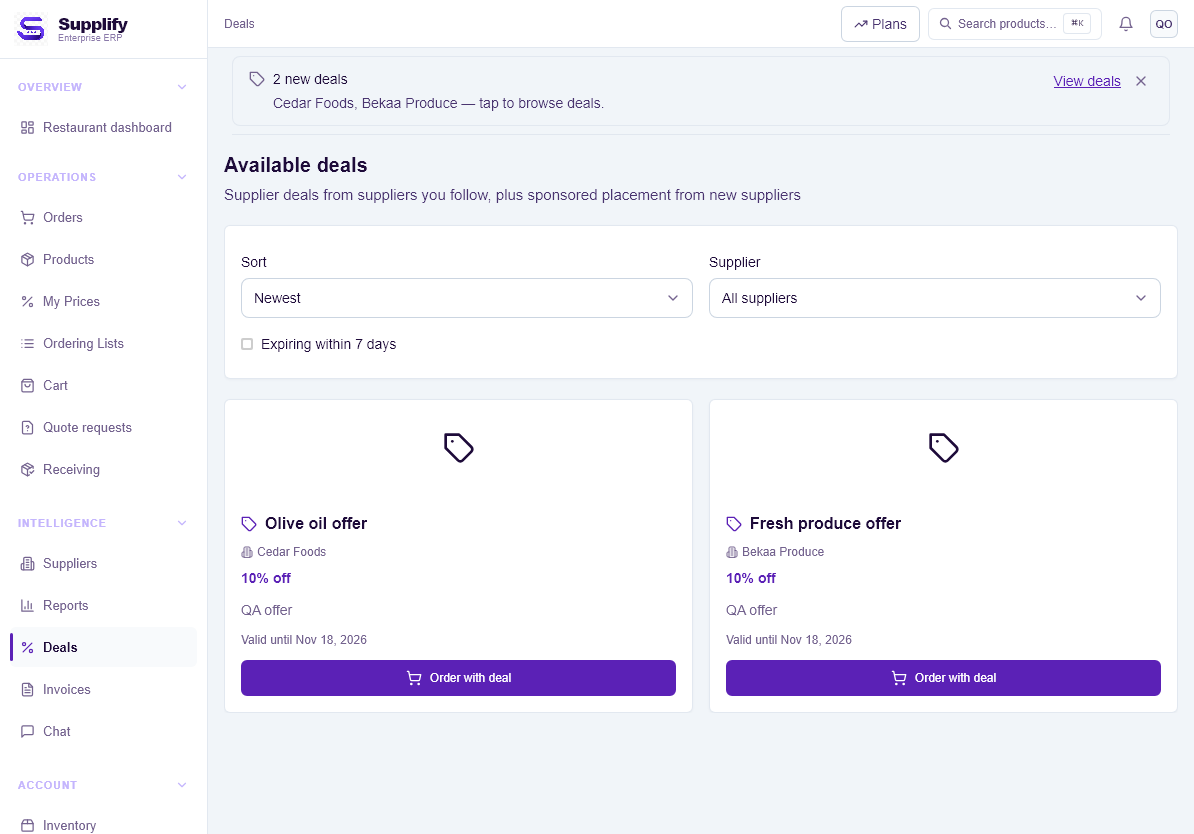 Supplify
Enterprise ERP
Deals
Plans
Search products...
⌘K
QO
OVERVIEW
Restaurant dashboard
OPERATIONS
Orders
Products
My Prices
Ordering Lists
Cart
Quote requests
Receiving
INTELLIGENCE
Suppliers
Reports
Deals
Invoices
Chat
ACCOUNT
Inventory
2 new deals
View deals
Cedar Foods, Bekaa Produce — tap to browse deals.
Available deals
Supplier deals from suppliers you follow, plus sponsored placement from new suppliers
Sort
Supplier
Newest
All suppliers
Expiring within 7 days
Olive oil offer
Cedar Foods
10% off
QA offer
Valid until Nov 18, 2026
Order with deal
Fresh produce offer
Bekaa Produce
10% off
QA offer
Valid until Nov 18, 2026
Order with deal